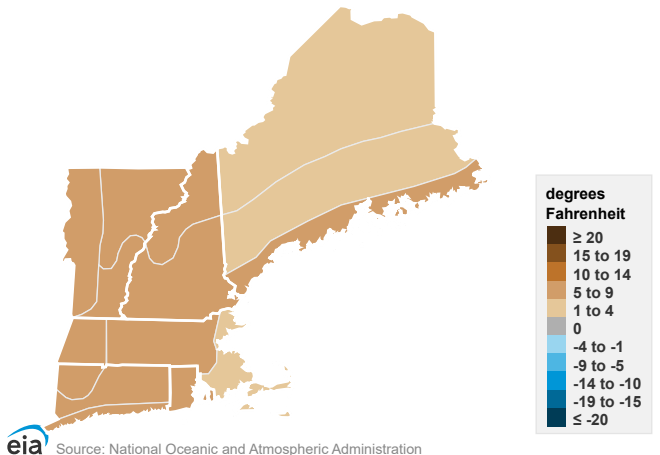 degrees
Fahrenheit
≥ 20
15 to 19
10 to 14
5 to 9
1 to 4
0
-4 to -1
-9 to -5
-14 to -10
-19 to -15
≤ -20
eia Source: National Oceanic and Atmospheric Administration